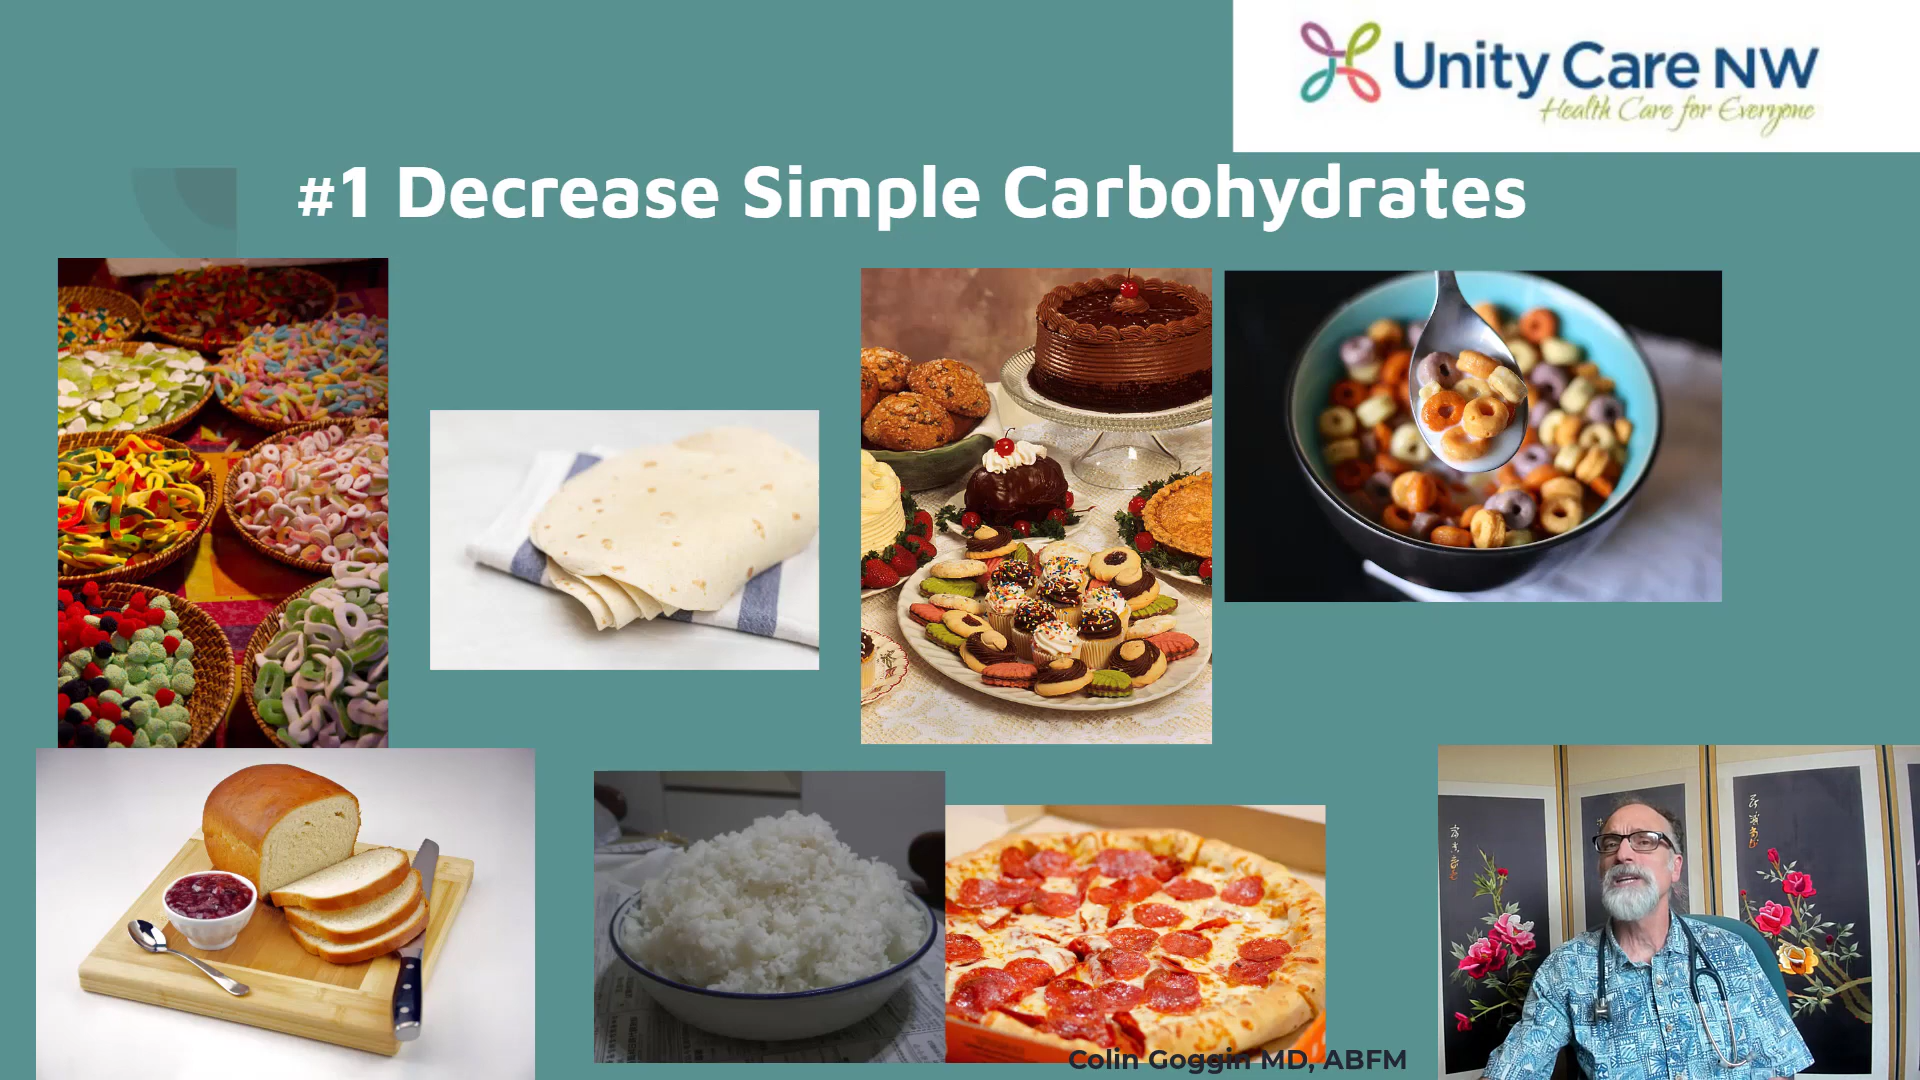 Unity Care NW
Health Care for Everyone
#1 Decrease Simple Carbohydrates
Colin Goggin MD, ABFM